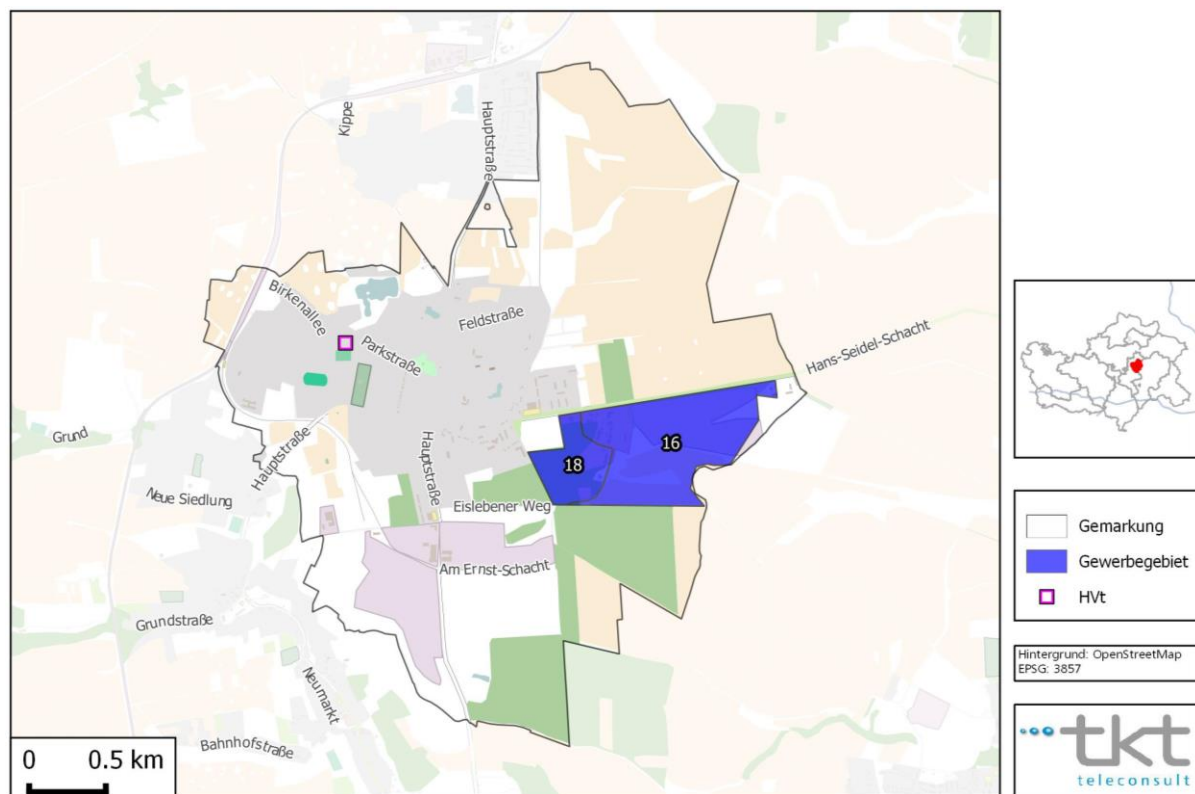 Kippe
Hauptstraße
Birkenallee
Parkstraße
Feldstraße
Hans-Seidel-Schacht
Grund
Hauptstraße
Hauptstraße
16
18
Neue Siedlung
Eislebener Weg
Am Ernst-Schacht
Grundstraße
Neumarkt
Bahnhofstraße
0 0.5 km
Gemarkung
Gewerbegebiet
HVt
Hintergrund: OpenStreetMap
EPSG: 3857
tkt
teleconsult